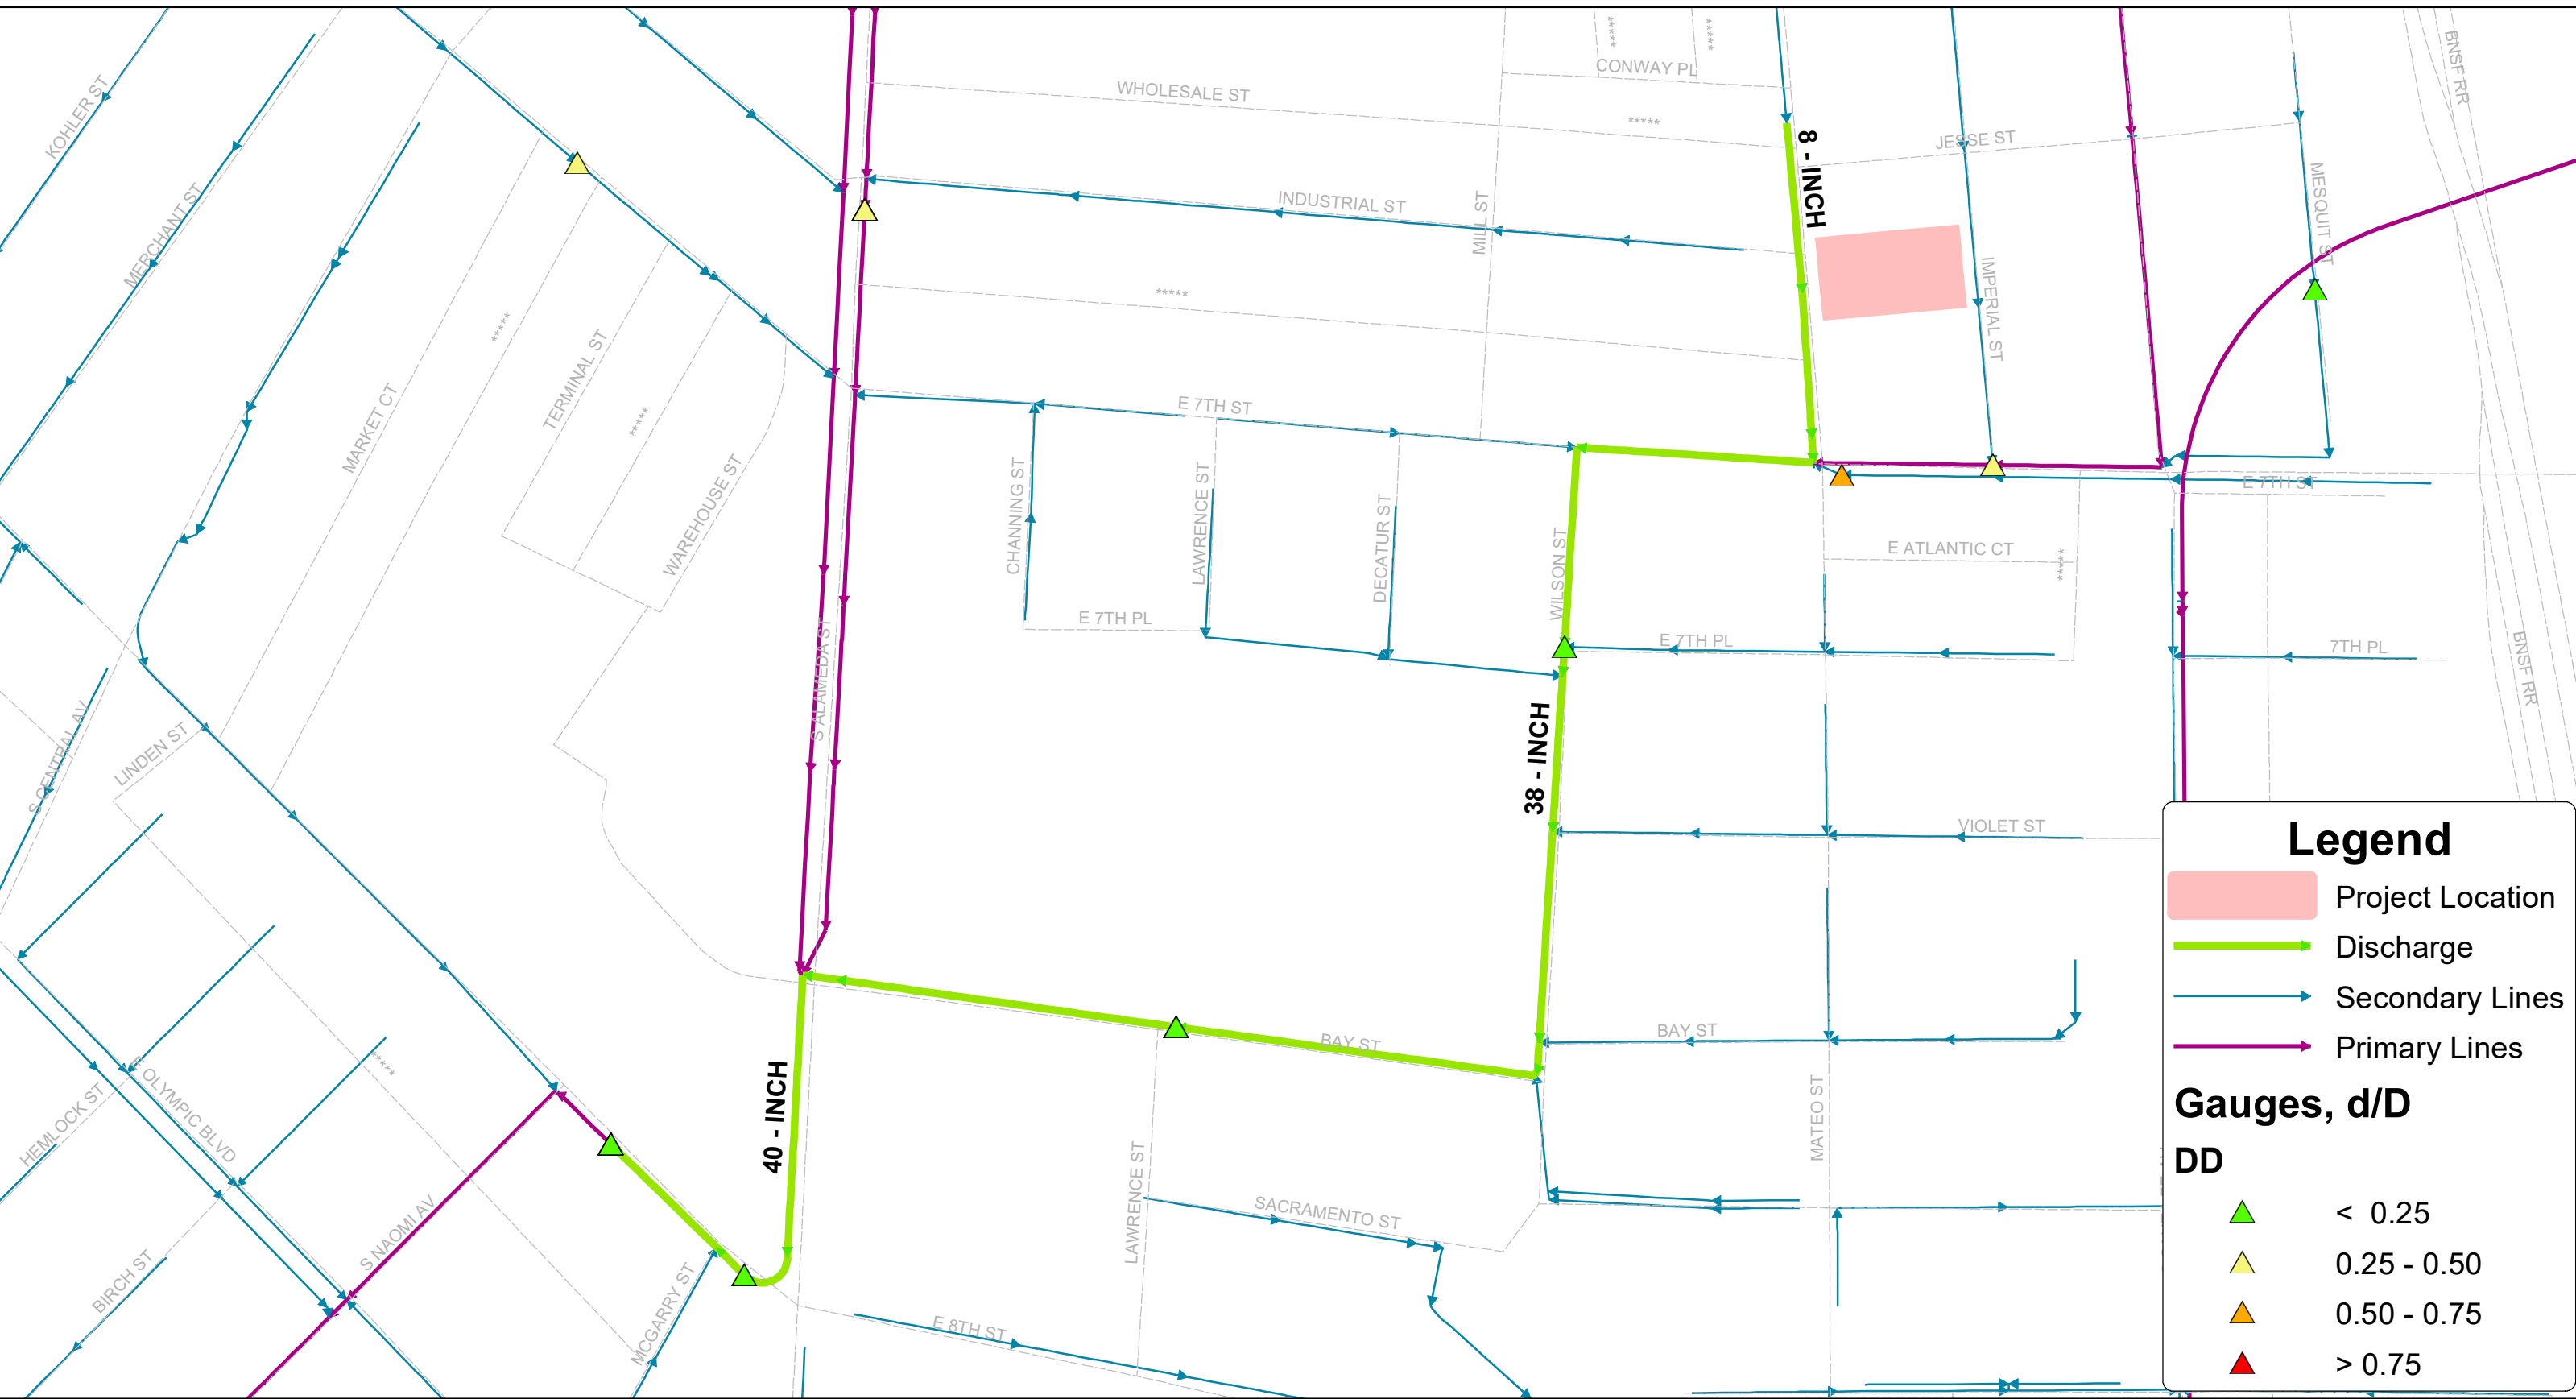 KOHLER ST
MERCHANT ST
MARKET CT
*****
TERMINAL ST
*****
WAREHOUSE ST
WHOLESALE ST
*****
CONWAY PL
*****
*****
INDUSTRIAL ST
MILL ST
*****
8 - INCH
JESSE ST
IMPERIAL ST
MESQUIT ST
BNSF RR
E 7TH ST
E 7TH ST
CHANNING ST
LAWRENCE ST
DECATUR ST
WILSON ST
E ATLANTIC CT
*****
E 7TH PL
E 7TH PL
7TH PL
BNSF RR
S ALAMEDA ST
S CENTRAL AV
LINDEN ST
38 - INCH
VIOLET ST
BAY ST
BAY ST
40 - INCH
MATEO ST
*****
HEMLOCK ST
OLYMPIC BLVD
S NAOMI AV
BIRCH ST
MCGARRY ST
LAWRENCE ST
SACRAMENTO ST
E 8TH ST
Legend
Project Location
Discharge
Secondary Lines
Primary Lines
Gauges, d/D
DD
< 0.25
0.25 - 0.50
0.50 - 0.75
> 0.75